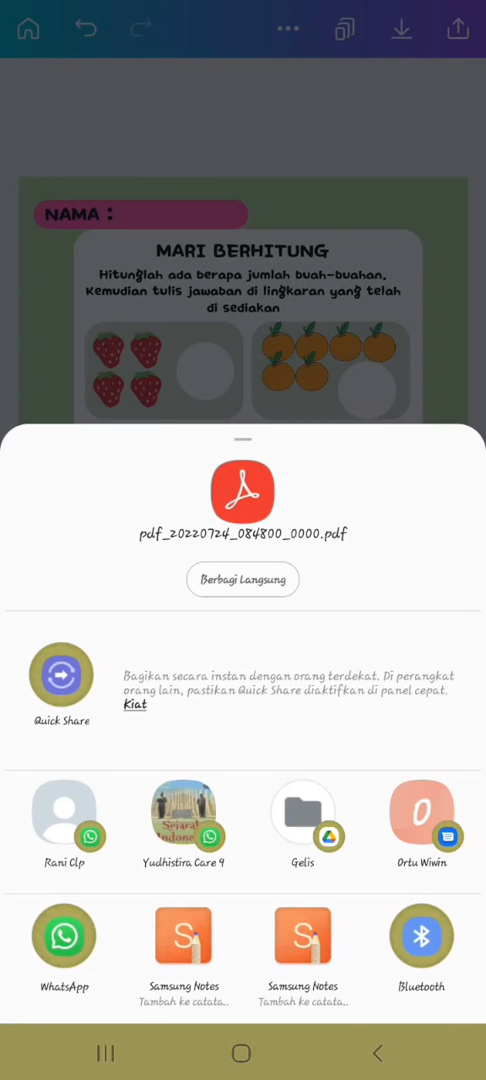 NAMA :
MARI BERHITUNG
Hitunglah ada berapa jumlah buah-buahan.
Kemudian tulis jawaban di lingkaran yang telah
di sediakan
pdf_20220724_084800_0000.pdf
Berbagi Langsung
Bagikan secara instan dengan orang terdekat. Di perangkat
orang lain, pastikan Quick Share diaktifkan di panel cepat.
Kiat
Quick Share
Sejarah
Indonesia
O
Rani Clp
Yudhistira Care 9
Gelis
Ortu Wiwin
S
S
WhatsApp
Samsung Notes
Tambah ke catata..
Samsung Notes
Tambah ke catata..
Bluetooth